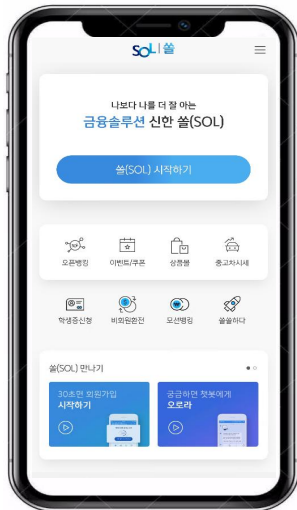 SOL | 쏠
나보다 나를 더 잘 아는
금융솔루션 신한 쏠(SOL)
쏠(SOL) 시작하기
오픈뱅킹 이벤트/쿠폰 상품몰 중고차시세
학생증신청 비회원환전 모션뱅킹 쏠쏠하다
쏠(SOL) 만나기
30초면 회원가입
시작하기
궁금하면 챗봇에게
오로라